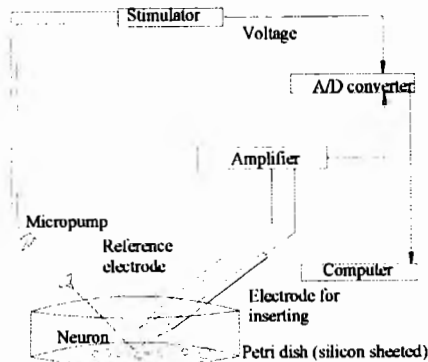 Stimulator
Voltage
A/D converter
Amplifier
Micropump
Reference
electrode
Computer
Electrode for
inserting
Neuron
Petri dish (silicon sheeted)